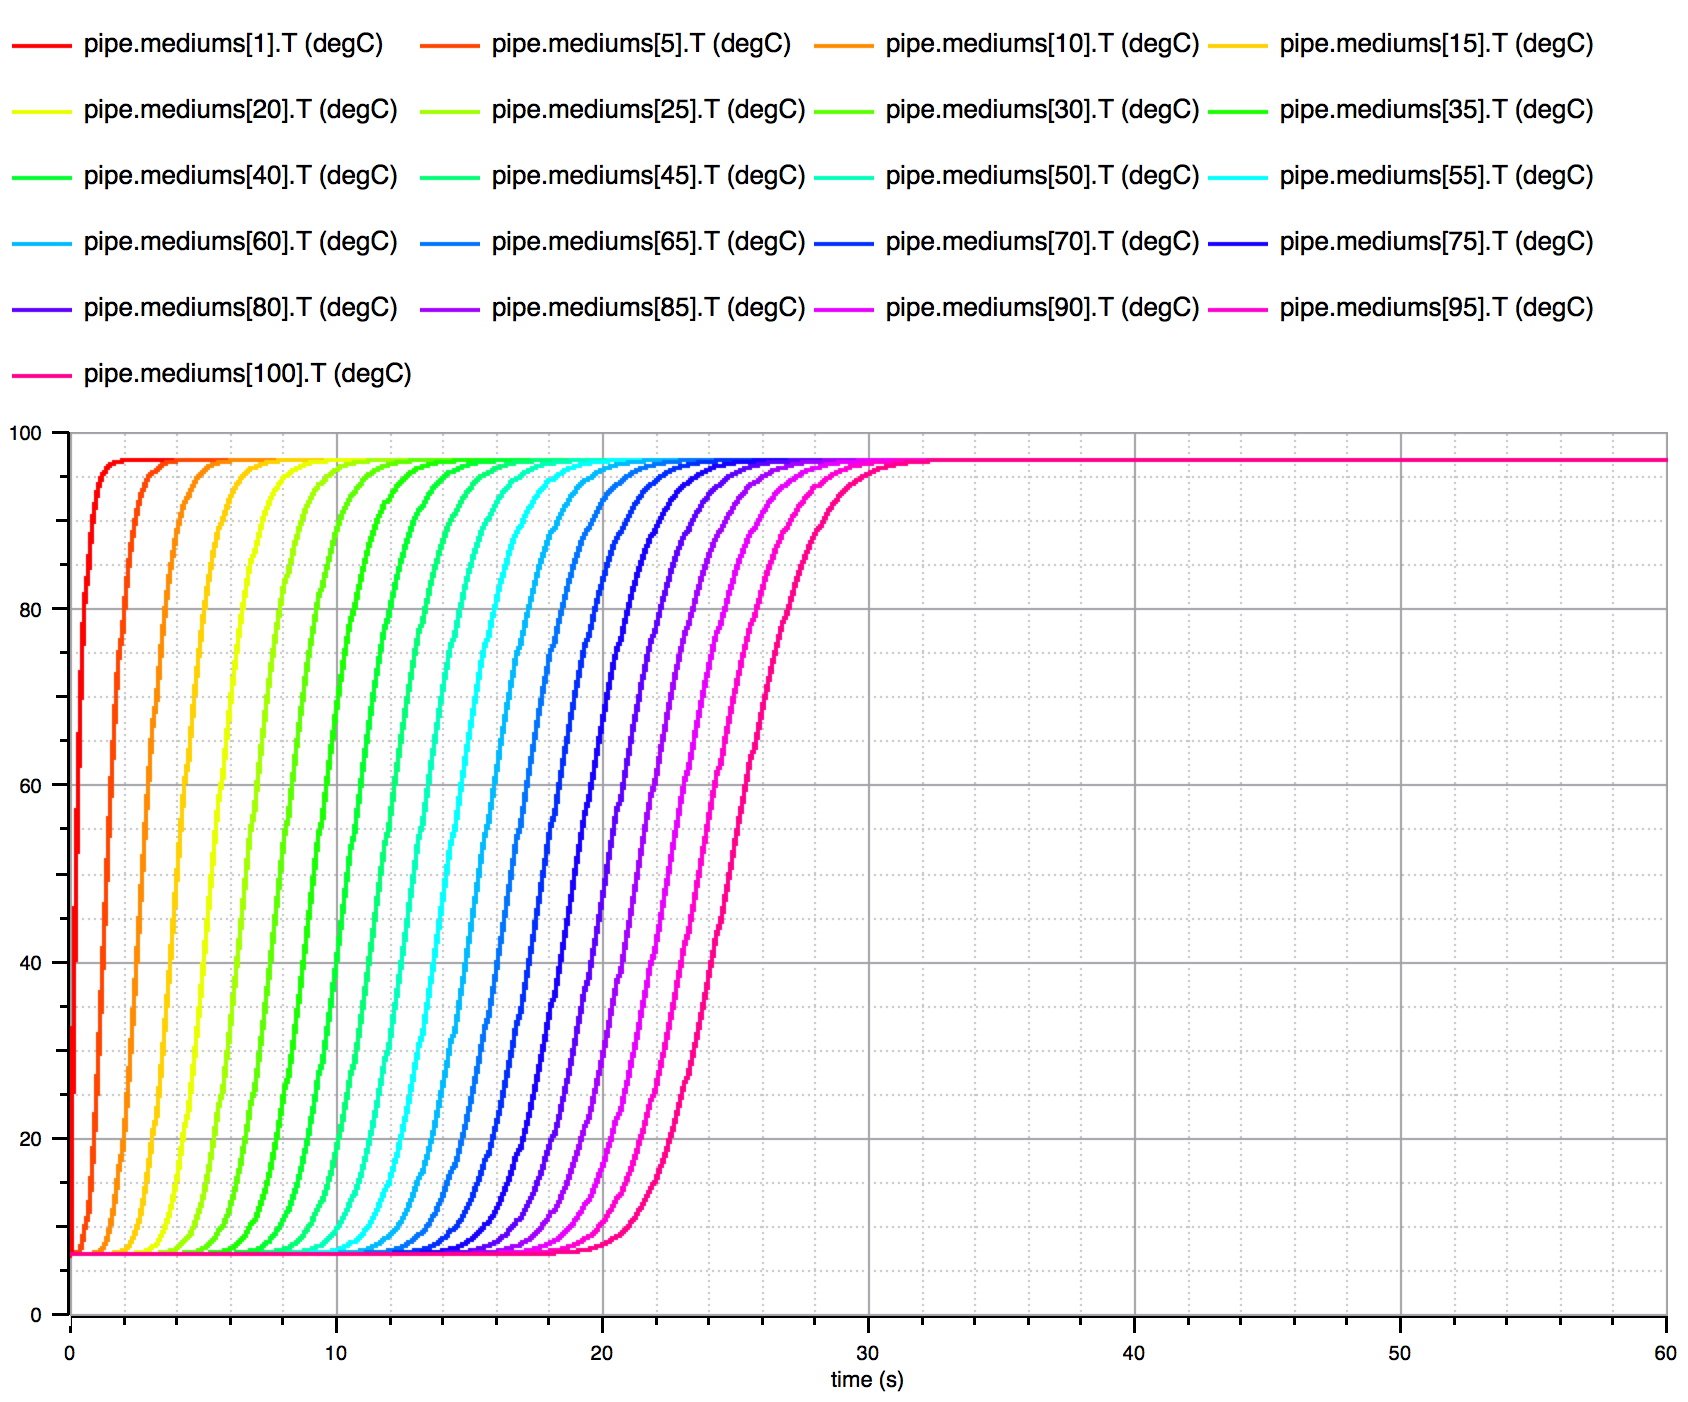 pipe.mediums[1].T (degC) pipe.mediums[5].T (degC) pipe.mediums[10].T (degC) pipe.mediums[15].T (degC)
pipe.mediums[20].T (degC) pipe.mediums[25].T (degC) pipe.mediums[30].T (degC) pipe.mediums[35].T (degC)
pipe.mediums[40].T (degC) pipe.mediums[45].T (degC) pipe.mediums[50].T (degC) pipe.mediums[55].T (degC)
pipe.mediums[60].T (degC) pipe.mediums[65].T (degC) pipe.mediums[70].T (degC) pipe.mediums[75].T (degC)
pipe.mediums[80].T (degC) pipe.mediums[85].T (degC) pipe.mediums[90].T (degC) pipe.mediums[95].T (degC)
pipe.mediums[100].T (degC)
100
80
60
40
20
0
0 10 20 30 40 50 60
time (s)